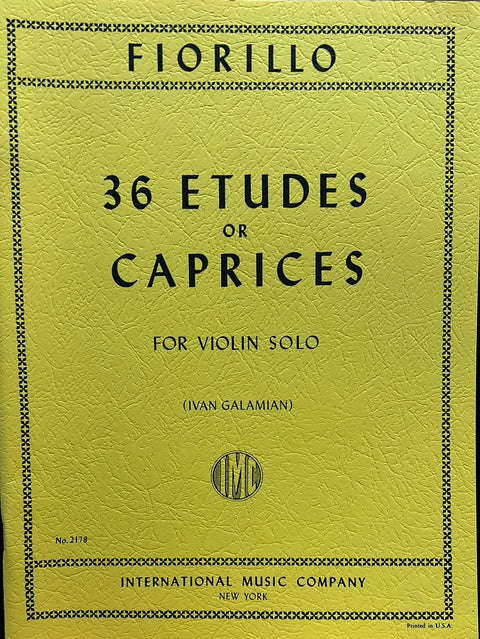 FIORILLO
36 ETUDES
OR
CAPRICES
FOR VIOLIN SOLO
(IVAN GALAMIAN)
IMC
No. 2178
INTERNATIONAL MUSIC COMPANY
NEW YORK
Printed in U.S.A.